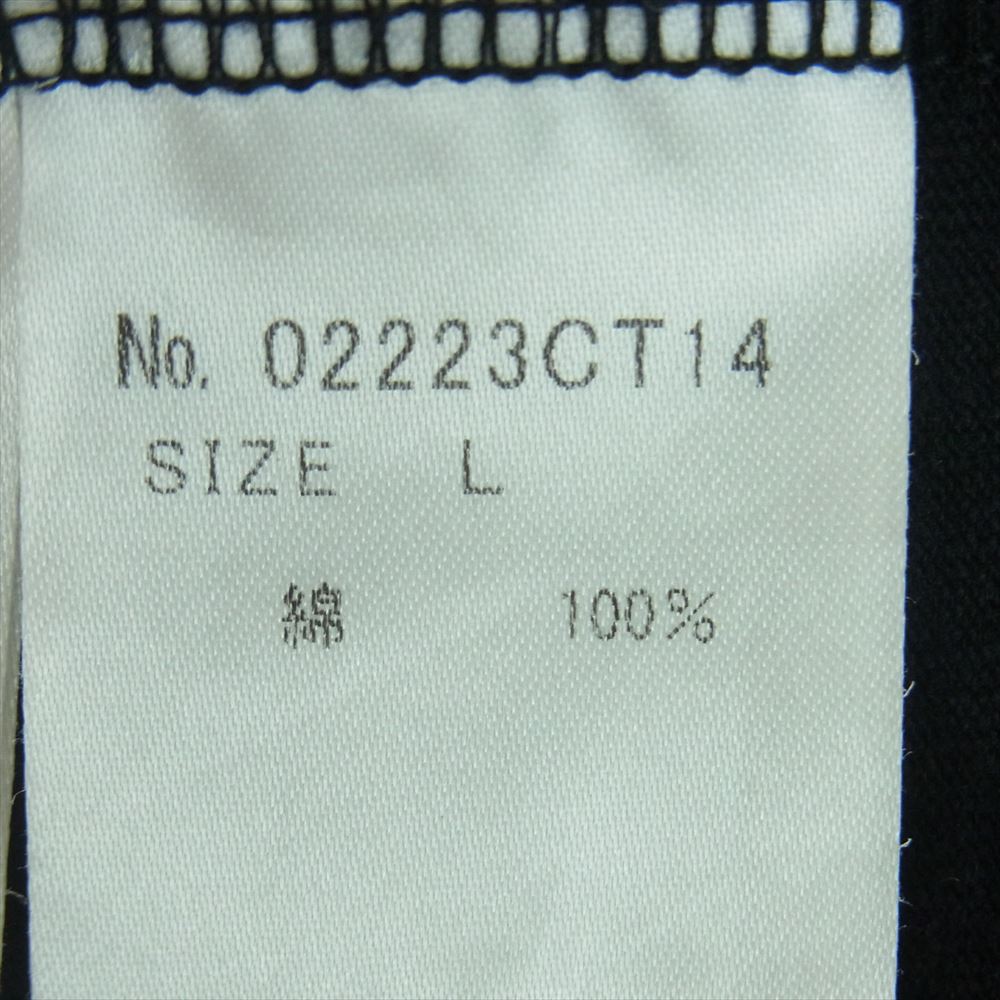 No. 02223CT14
SIZE L
綿 100%